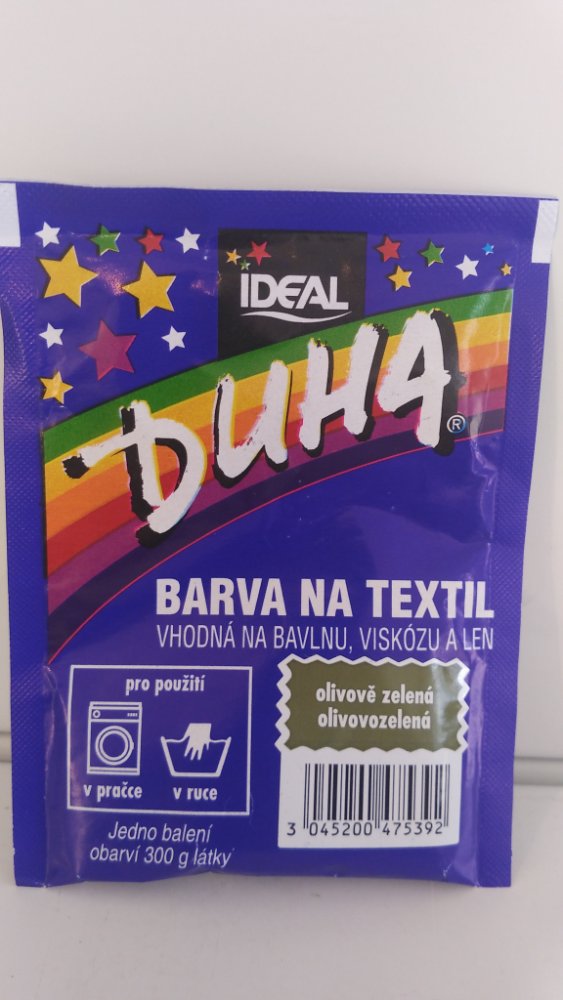 iDEAL
DUHA®
BARVA NA TEXTIL
VHODNÁ NA BAVLNU, VISKÓZU A LEN
pro použití
v pračce v ruce
olivově zelená
olivovozelená
3 045200 475392
Jedno balení
obarví 300 g látky